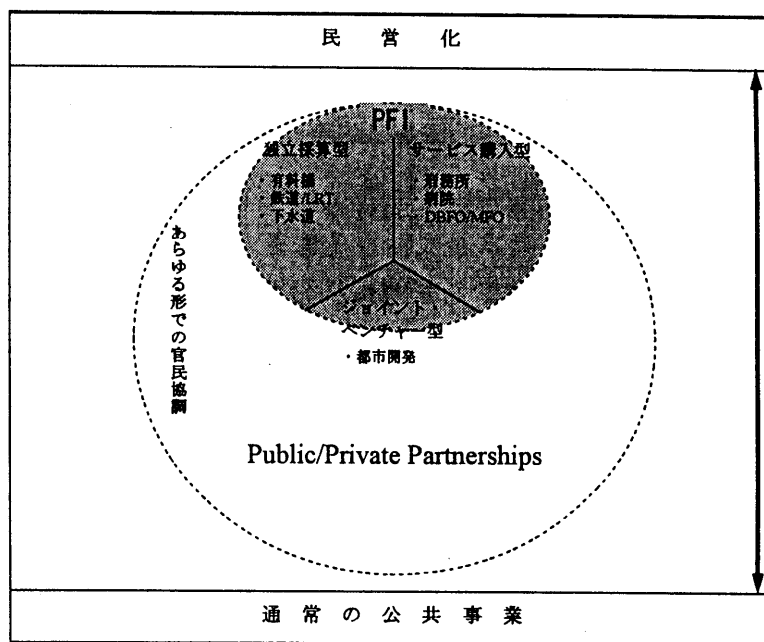 民営化
PFI
独立採算型
サービス購入型
・有料橋
・鉄道/LRT
・下水道
・刑務所
・病院
・DBFO/MFO
ジョイント・
ベンチャー型
・都市開発
あらゆる形での官民協調
Public/Private Partnerships
通常の公共事業